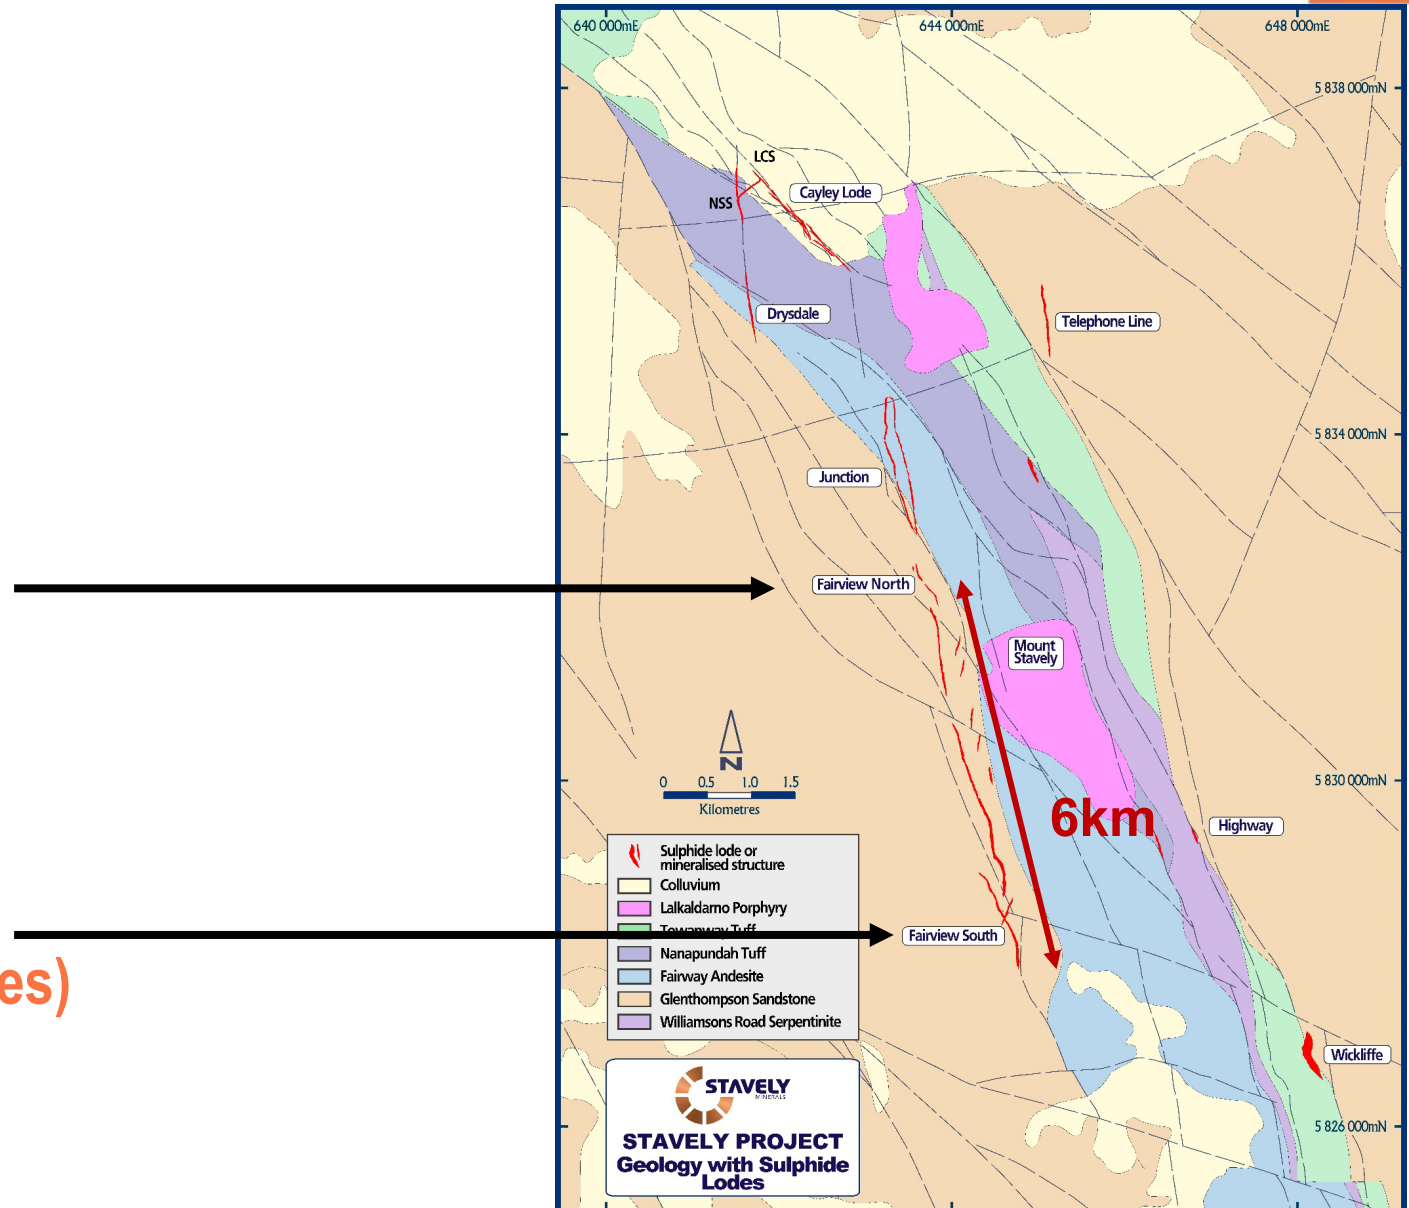 640 000mE
644 000mE
648 000mE
5 838 000mN
LCS
Cayley Lode
NSS
Drysdale
Telephone Line
5 834 000mN
Junction
Fairview North
Mount
Stavely
N
0 0.5 1.0 1.5
Kilometres
5 830 000mN
6km
Highway
Sulphide lode or
mineralised structure
Colluvium
Lalkaldarno Porphyry
Towanway Tuff
Nanapundah Tuff
Fairway Andesite
Glenthompson Sandstone
Williamsons Road Serpentinite
Fairview South
es)
Wickliffe
STAVELY
MINERALS
STAVELY PROJECT
Geology with Sulphide
Lodes
5 826 000mN